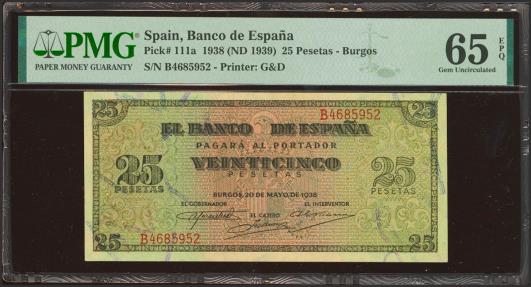 PMG
PAPER MONEY GUARANTY
Spain, Banco de España
Pick# 111a 1938 (ND 1939) 25 Pesetas - Burgos
S/N B4685952 - Printer: G&D
65 EPQ
Gem Uncirculated
25
25
B4685952
EL BANCO DE ESPAÑA
PAGARÁ AL PORTADOR
VEINTICINCO
PESETAS
25
PESETAS
25
PESETAS
BURGOS, 20 DE MAYO DE 1938
EL GOBERNADOR
EL INTERVENTOR
EL CAJERO
B4685952
25
25